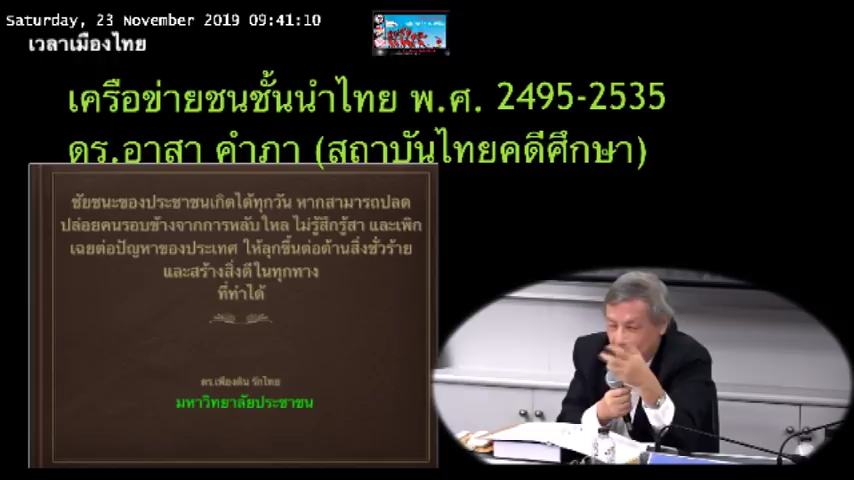 Saturday, 23 November 2019 09:41:10
เวลาเมืองไทย
เครือข่ายชนชั้นนำไทย พ.ศ. 2495-2535
ดร.อาสา คำภา (สถาบันไทยคดีศึกษา)
ชัยชนะของประชาชนเกิดได้ทุกวัน หากสามารถปลด
ปล่อยคนรอบข้างจากการหลับใหล ไม่รู้สึกรู้สา และเพิก
เฉยต่อปัญหาของประเทศ ให้ลุกขึ้นต่อต้านสิ่งชั่วร้าย
และสร้างสิ่งดีในทุกทาง
ที่ทำได้
ดร.เพียงดิน รักไทย
มหาวิทยาลัยประชาชน